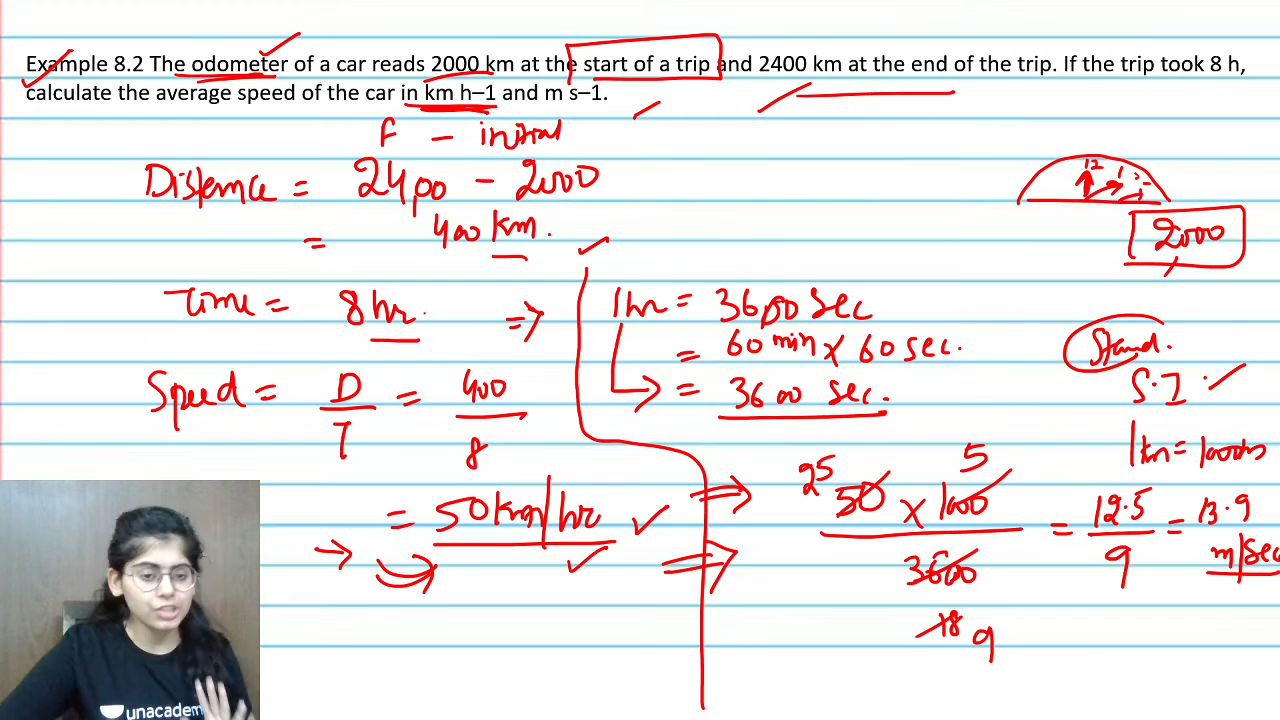 Example 8.2 The odometer of a car reads 2000 km at the start of a trip and 2400 km at the end of the trip. If the trip took 8 h,
calculate the average speed of the car in km h–1 and m s–1.
F – initial
Distance = 2400 – 2000
= 400 km.
Time = 8 hr. ⇒
Speed = D/T = 400/8
= 50 km/hr
1 hr = 3600 sec
= 60 min x 60 sec.
= 3600 sec.
12 1 2
2000
Stand.
S.I
1 km = 1000m
25 5
50 x 1000 / 3600 = 12.5/9 = 13.9 m/sec
18 9
unacadem